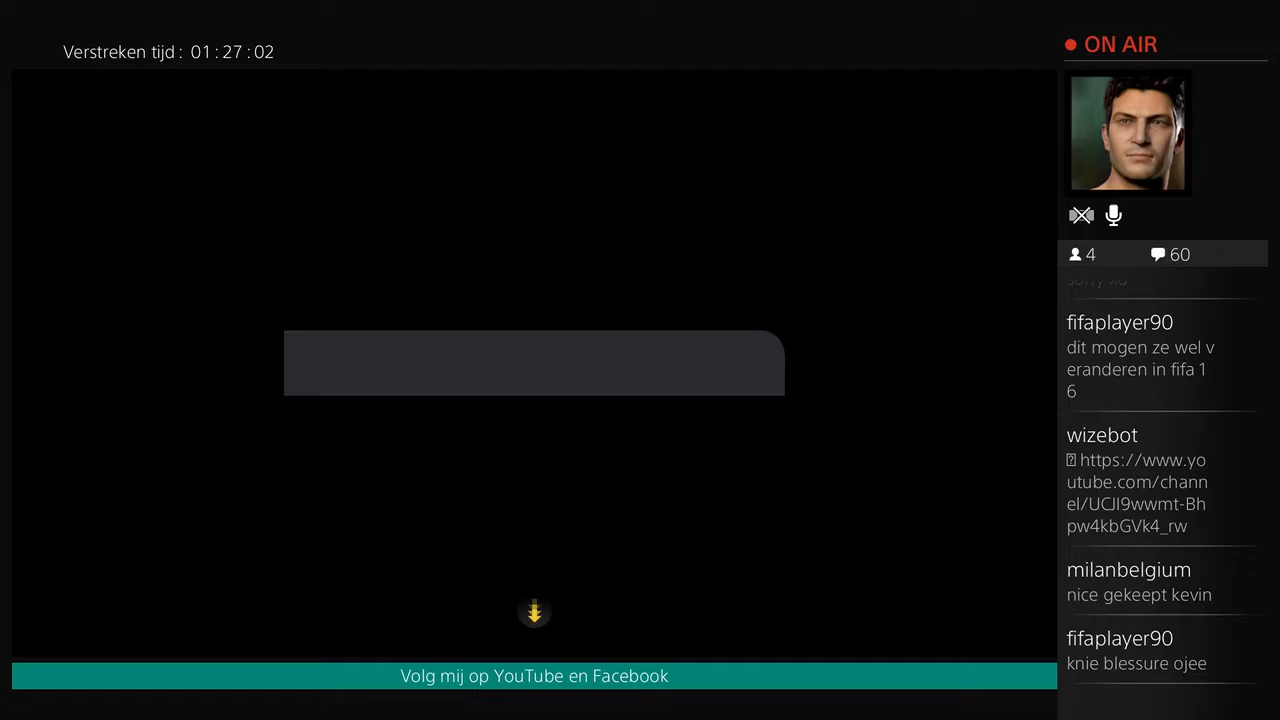 Verstreken tijd : 01 : 27 : 02
ON AIR
4
60
sorry xd
fifaplayer90
dit mogen ze wel v
eranderen in fifa 1
6
wizebot
https://www.yo
utube.com/chann
el/UCJI9wwmt-Bh
pw4kbGVk4_rw
milanbelgium
nice gekeept kevin
fifaplayer90
knie blessure ojee
Volg mij op YouTube en Facebook